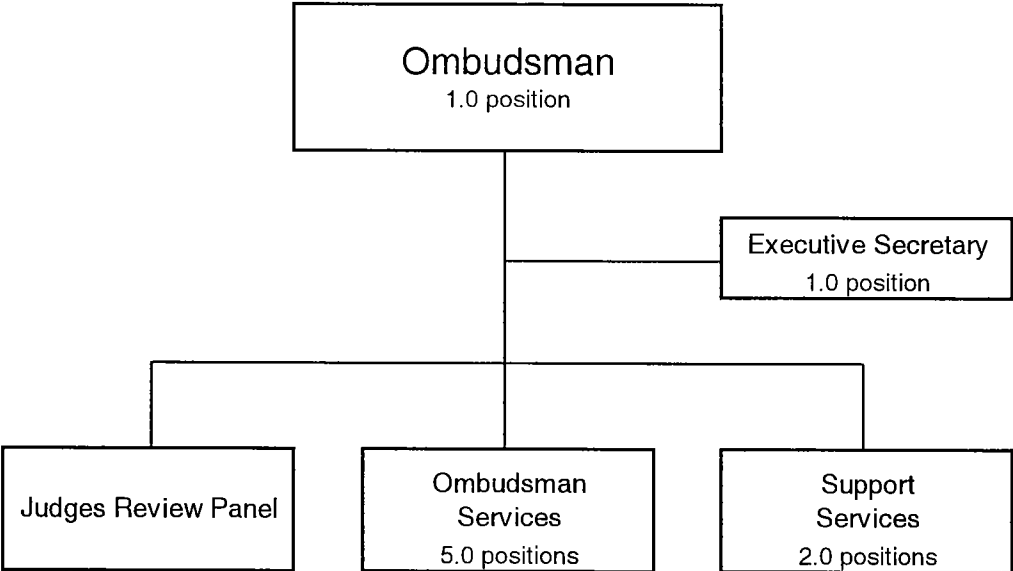 Ombudsman
1.0 position
Executive Secretary
1.0 position
Judges Review Panel
Ombudsman
Services
5.0 positions
Support
Services
2.0 positions